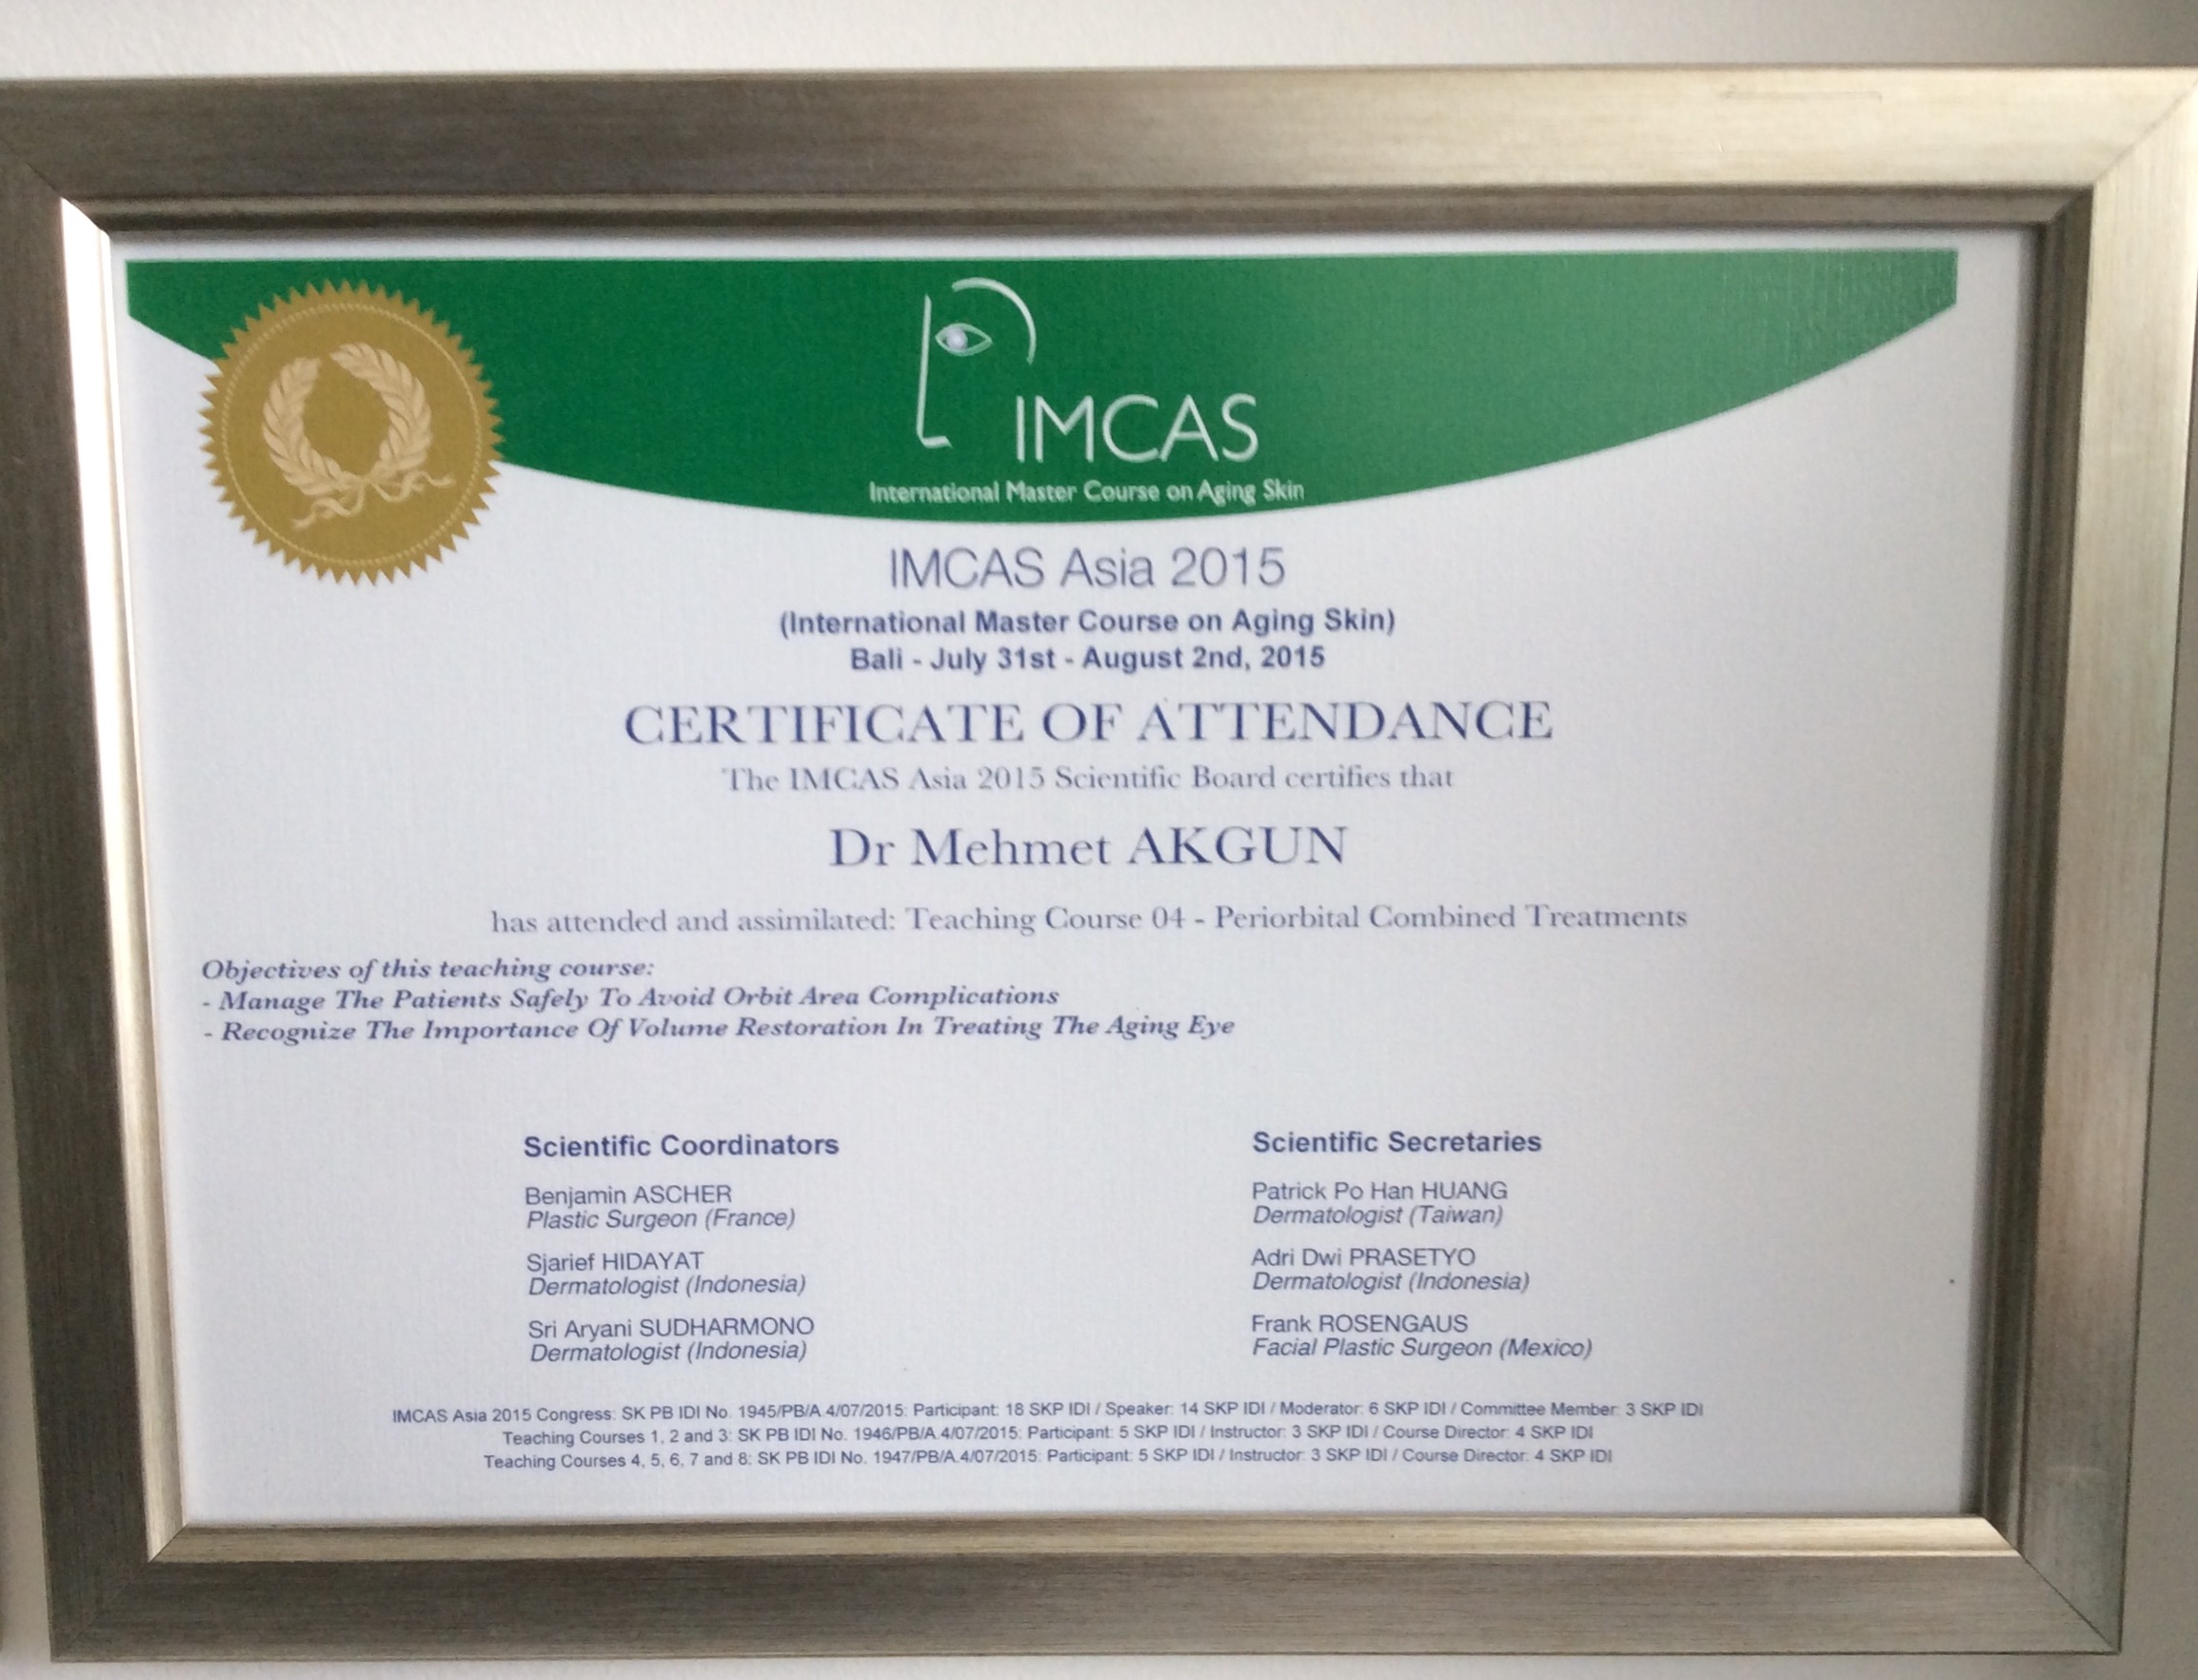 IMCAS
International Master Course on Aging Skin
IMCAS Asia 2015
(International Master Course on Aging Skin)
Bali - July 31st - August 2nd, 2015
CERTIFICATE OF ATTENDANCE
The IMCAS Asia 2015 Scientific Board certifies that
Dr Mehmet AKGUN
has attended and assimilated: Teaching Course 04 - Periorbital Combined Treatments
Objectives of this teaching course:
- Manage The Patients Safely To Avoid Orbit Area Complications
- Recognize The Importance Of Volume Restoration In Treating The Aging Eye
Scientific Coordinators
Benjamin ASCHER
Plastic Surgeon (France)
Sjarief HIDAYAT
Dermatologist (Indonesia)
Sri Aryani SUDHARMONO
Dermatologist (Indonesia)
Scientific Secretaries
Patrick Po Han HUANG
Dermatologist (Taiwan)
Adri Dwi PRASETYO
Dermatologist (Indonesia)
Frank ROSENGAUS
Facial Plastic Surgeon (Mexico)
IMCAS Asia 2015 Congress: SK PB IDI No. 1945/PB/A.4/07/2015: Participant: 18 SKP IDI / Speaker: 14 SKP IDI / Moderator: 6 SKP IDI / Committee Member: 3 SKP IDI
Teaching Courses 1, 2 and 3: SK PB IDI No. 1946/PB/A.4/07/2015: Participant: 5 SKP IDI / Instructor: 3 SKP IDI / Course Director: 4 SKP IDI
Teaching Courses 4, 5, 6, 7 and 8: SK PB IDI No. 1947/PB/A.4/07/2015: Participant: 5 SKP IDI / Instructor: 3 SKP IDI / Course Director: 4 SKP IDI